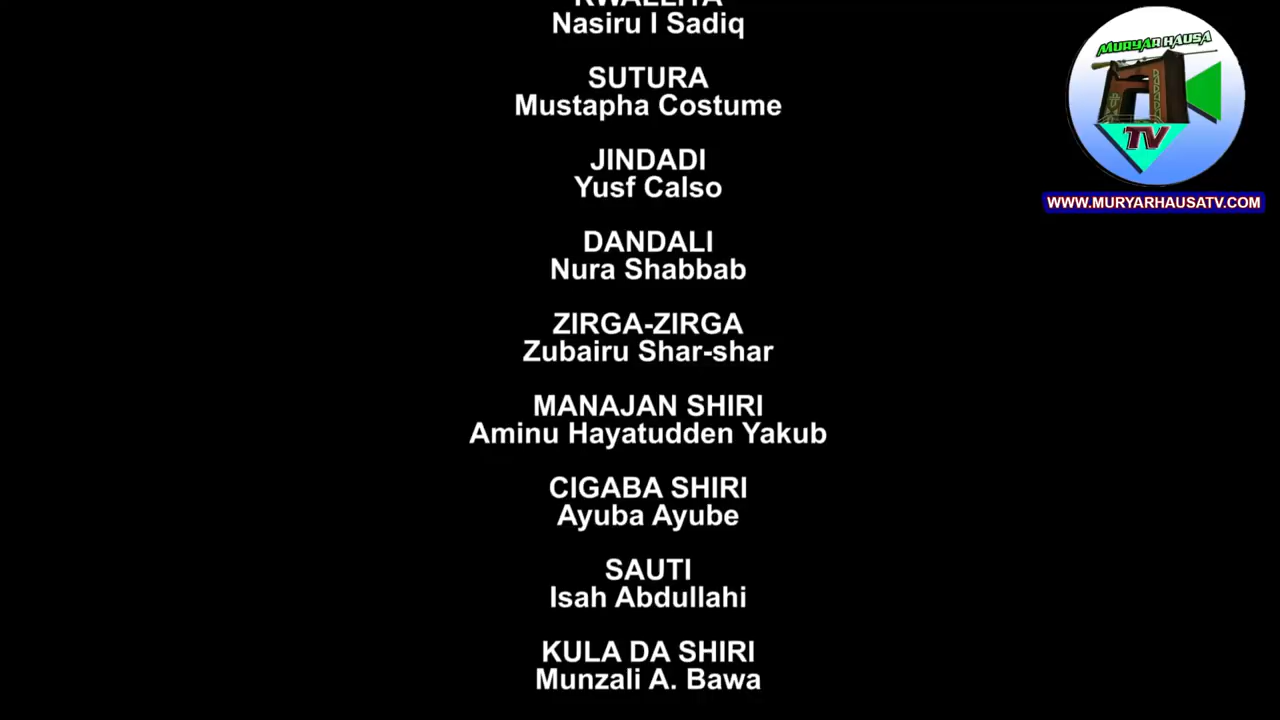 KWALLIYA
Nasiru I Sadiq
SUTURA
Mustapha Costume
JINDADI
Yusf Calso
DANDALI
Nura Shabbab
ZIRGA-ZIRGA
Zubairu Shar-shar
MANAJAN SHIRI
Aminu Hayatudden Yakub
CIGABA SHIRI
Ayuba Ayube
SAUTI
Isah Abdullahi
KULA DA SHIRI
Munzali A. Bawa
MURYAR HAUSA
TV
WWW.MURYARHAUSATV.COM